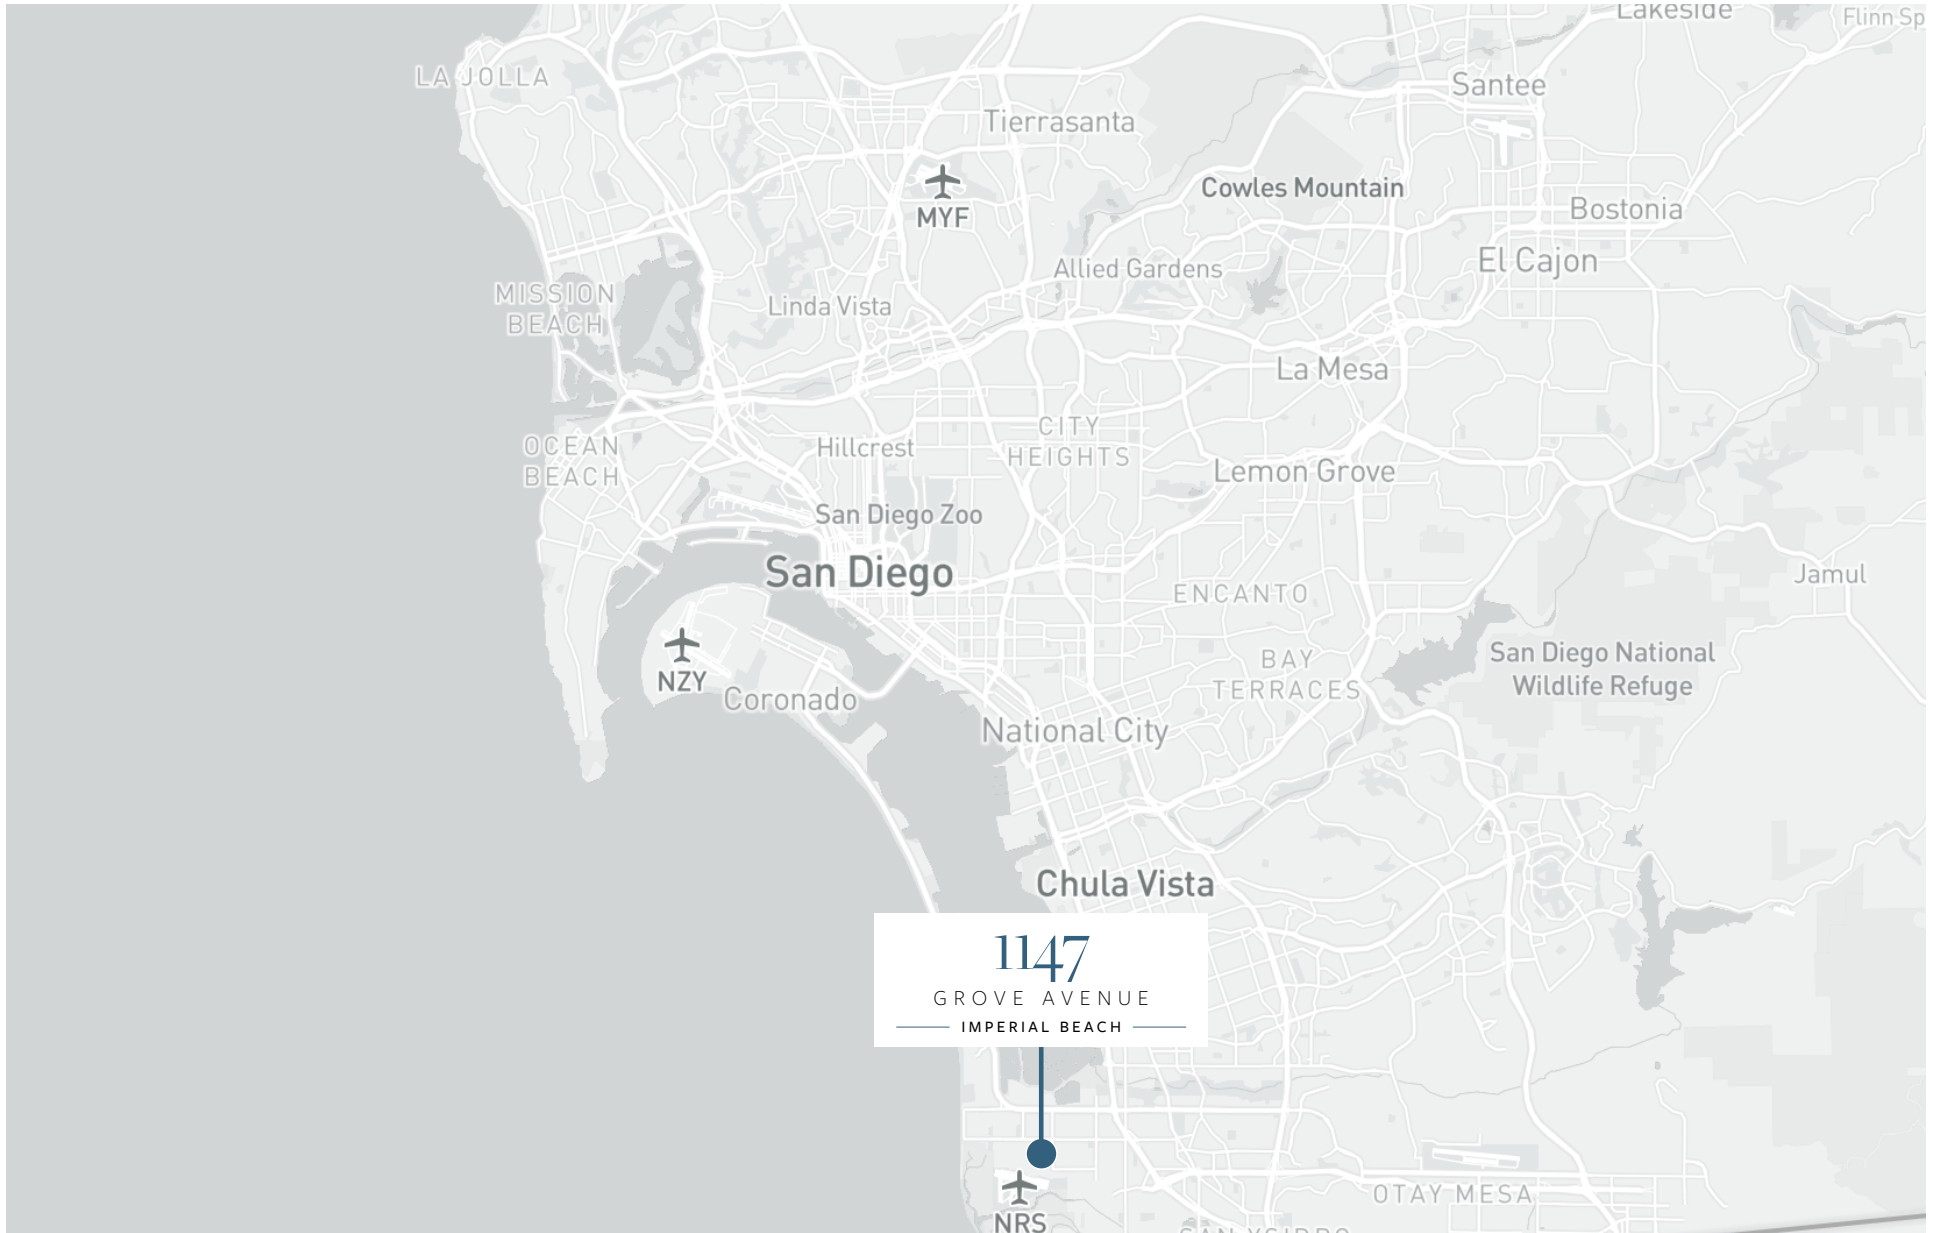 Lakeside
Flinn Sp
LA JOLLA
Santee
Tierrasanta
Cowles Mountain
MYF
Bostonia
El Cajon
Allied Gardens
MISSION
BEACH
Linda Vista
La Mesa
CITY
HEIGHTS
OCEAN
BEACH
Hillcrest
Lemon Grove
San Diego Zoo
San Diego
Jamul
ENCANTO
San Diego National
Wildlife Refuge
BAY
TERRACES
NZY
Coronado
National City
Chula Vista
1147
GROVE AVENUE
IMPERIAL BEACH
OTAY MESA
NRS
SAN YSIDRO